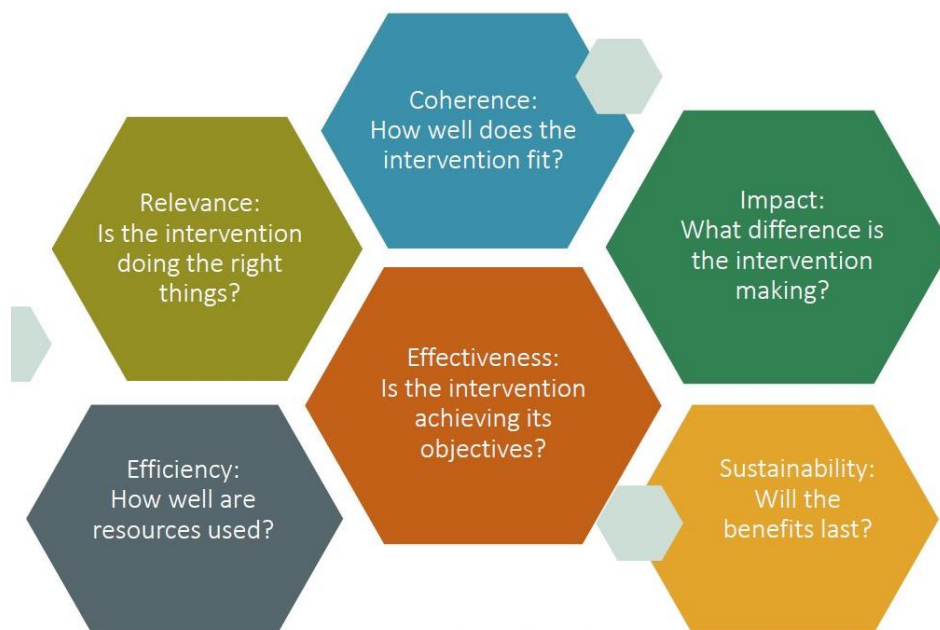 Coherence:
How well does the
intervention fit?
Relevance:
Is the intervention
doing the right
things?
Impact:
What difference is
the intervention
making?
Effectiveness:
Is the intervention
achieving its
objectives?
Efficiency:
How well are
resources used?
Sustainability:
Will the
benefits last?